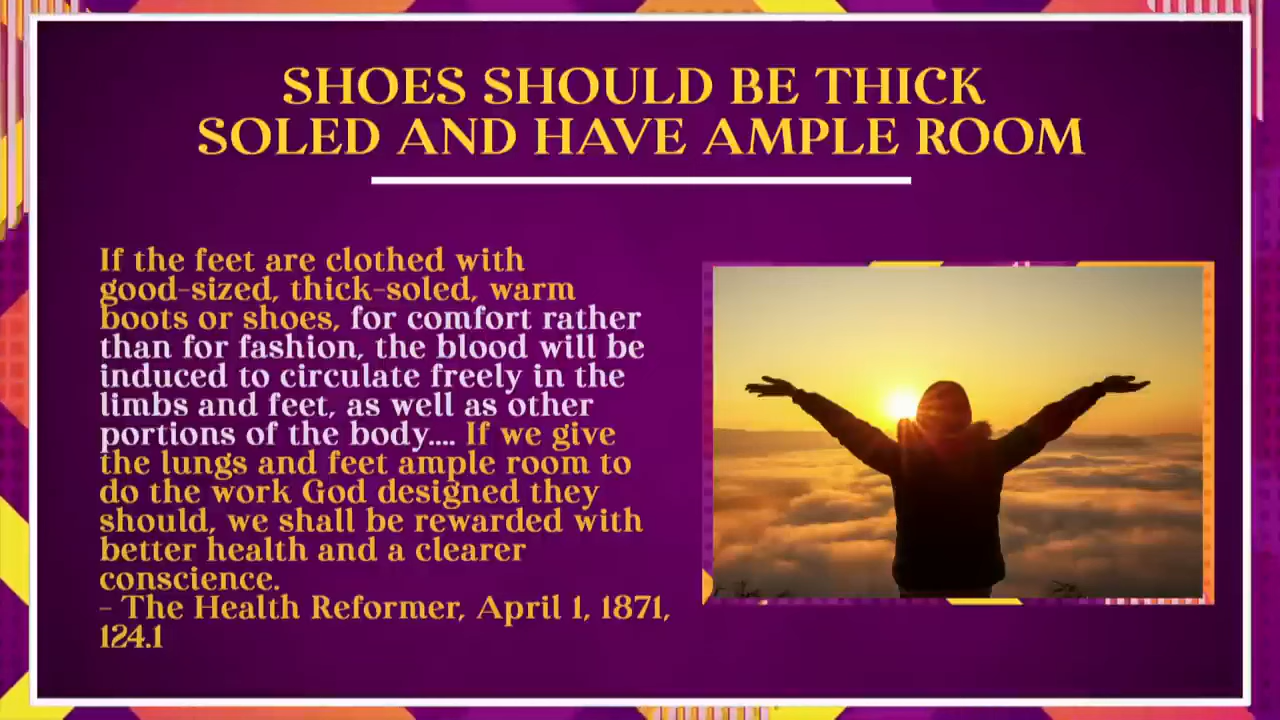 SHOES SHOULD BE THICK
SOLED AND HAVE AMPLE ROOM
If the feet are clothed with
good-sized, thick-soled, warm
boots or shoes, for comfort rather
than for fashion, the blood will be
induced to circulate freely in the
limbs and feet, as well as other
portions of the body.... If we give
the lungs and feet ample room to
do the work God designed they
should, we shall be rewarded with
better health and a clearer
conscience.
- The Health Reformer, April 1, 1871,
124.1